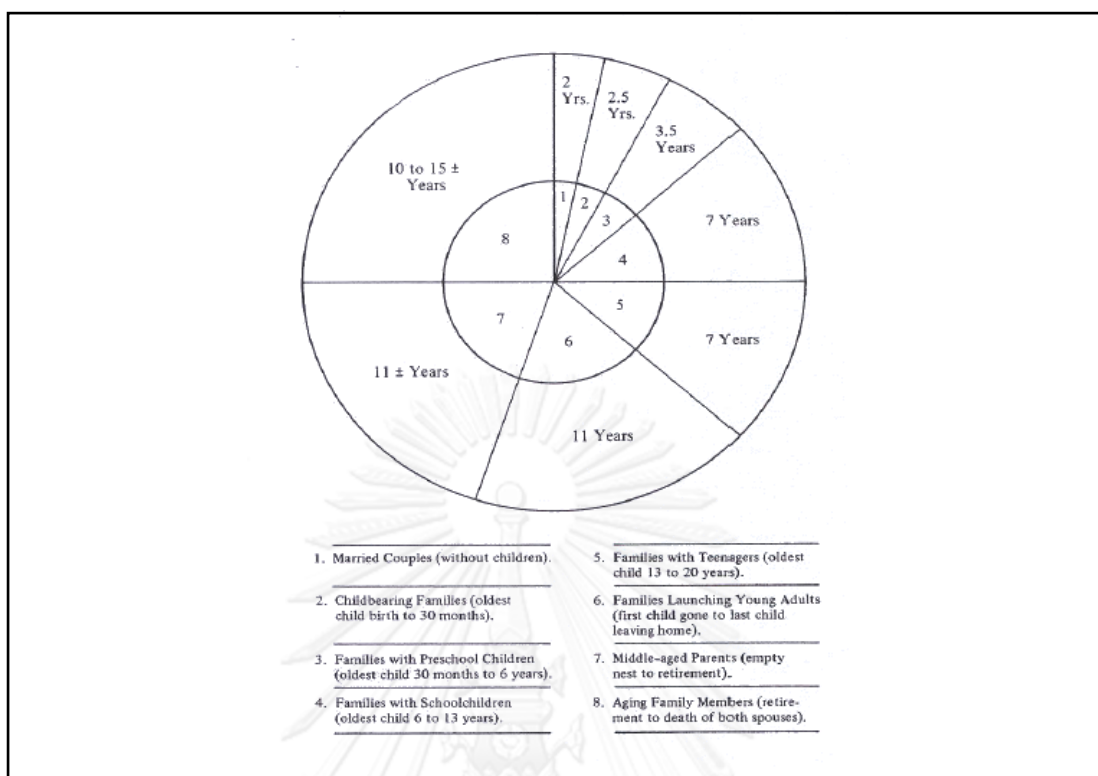 2
Yrs.
2.5
Yrs.
3.5
Years
10 to 15 ±
Years
7 Years
1
2
3
8
4
5
7
6
7 Years
11 ± Years
11 Years
1. Married Couples (without children).
2. Childbearing Families (oldest
child birth to 30 months).
3. Families with Preschool Children
(oldest child 30 months to 6 years).
4. Families with Schoolchildren
(oldest child 6 to 13 years).
5. Families with Teenagers (oldest
child 13 to 20 years).
6. Families Launching Young Adults
(first child gone to last child
leaving home).
7. Middle-aged Parents (empty
nest to retirement).
8. Aging Family Members (retire-
ment to death of both spouses).